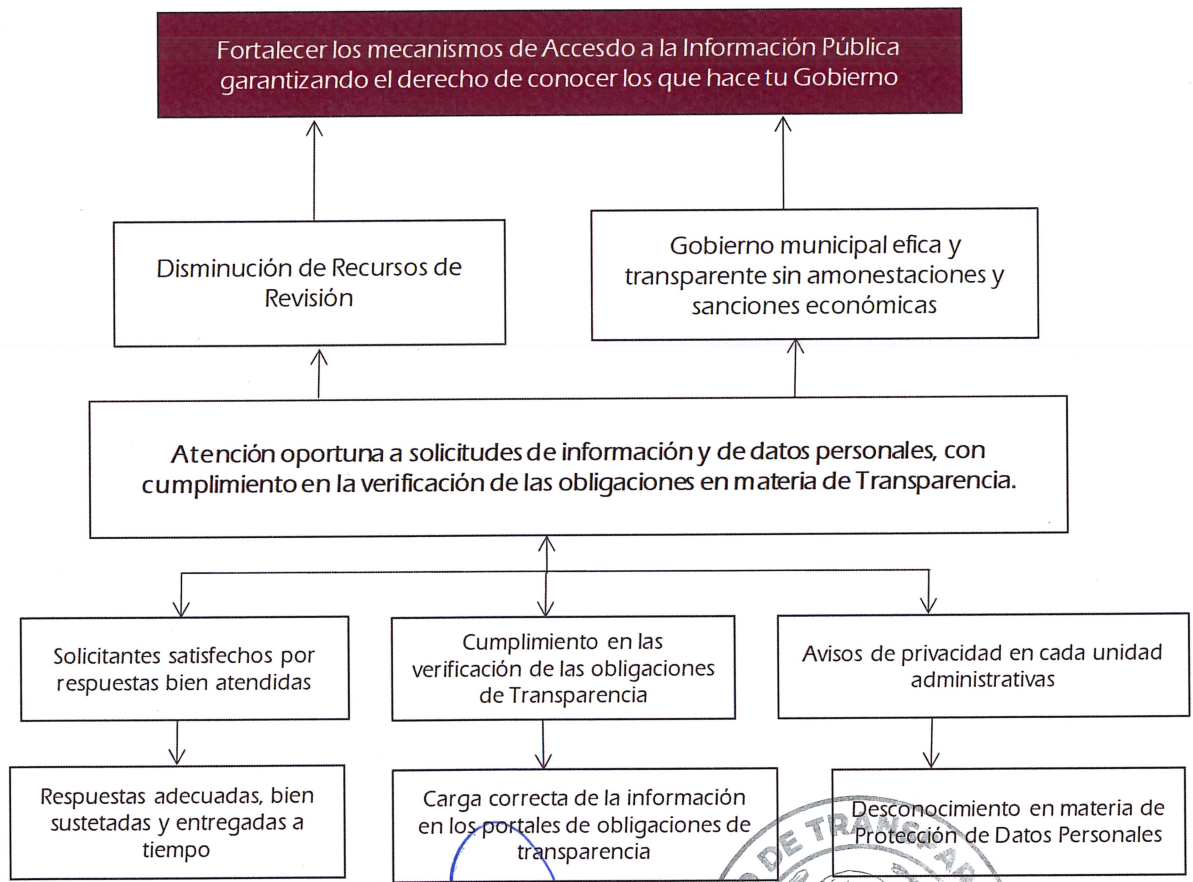 Fortalecer los mecanismos de Accesdo a la Información Pública
garantizando el derecho de conocer los que hace tu Gobierno
Disminución de Recursos de
Revisión
Gobierno municipal efica y
transparente sin amonestaciones y
sanciones económicas
Atención oportuna a solicitudes de información y de datos personales, con
cumplimiento en la verificación de las obligaciones en materia de Transparencia.
Solicitantes satisfechos por
respuestas bien atendidas
Cumplimiento en las
verificación de las obligaciones
de Transparencia
Avisos de privacidad en cada unidad
administrativas
Respuestas adecuadas, bien
sustetadas y entregadas a
tiempo
Carga correcta de la información
en los portales de obligaciones de
transparencia
Desconocimiento en materia de
Protección de Datos Personales
DE